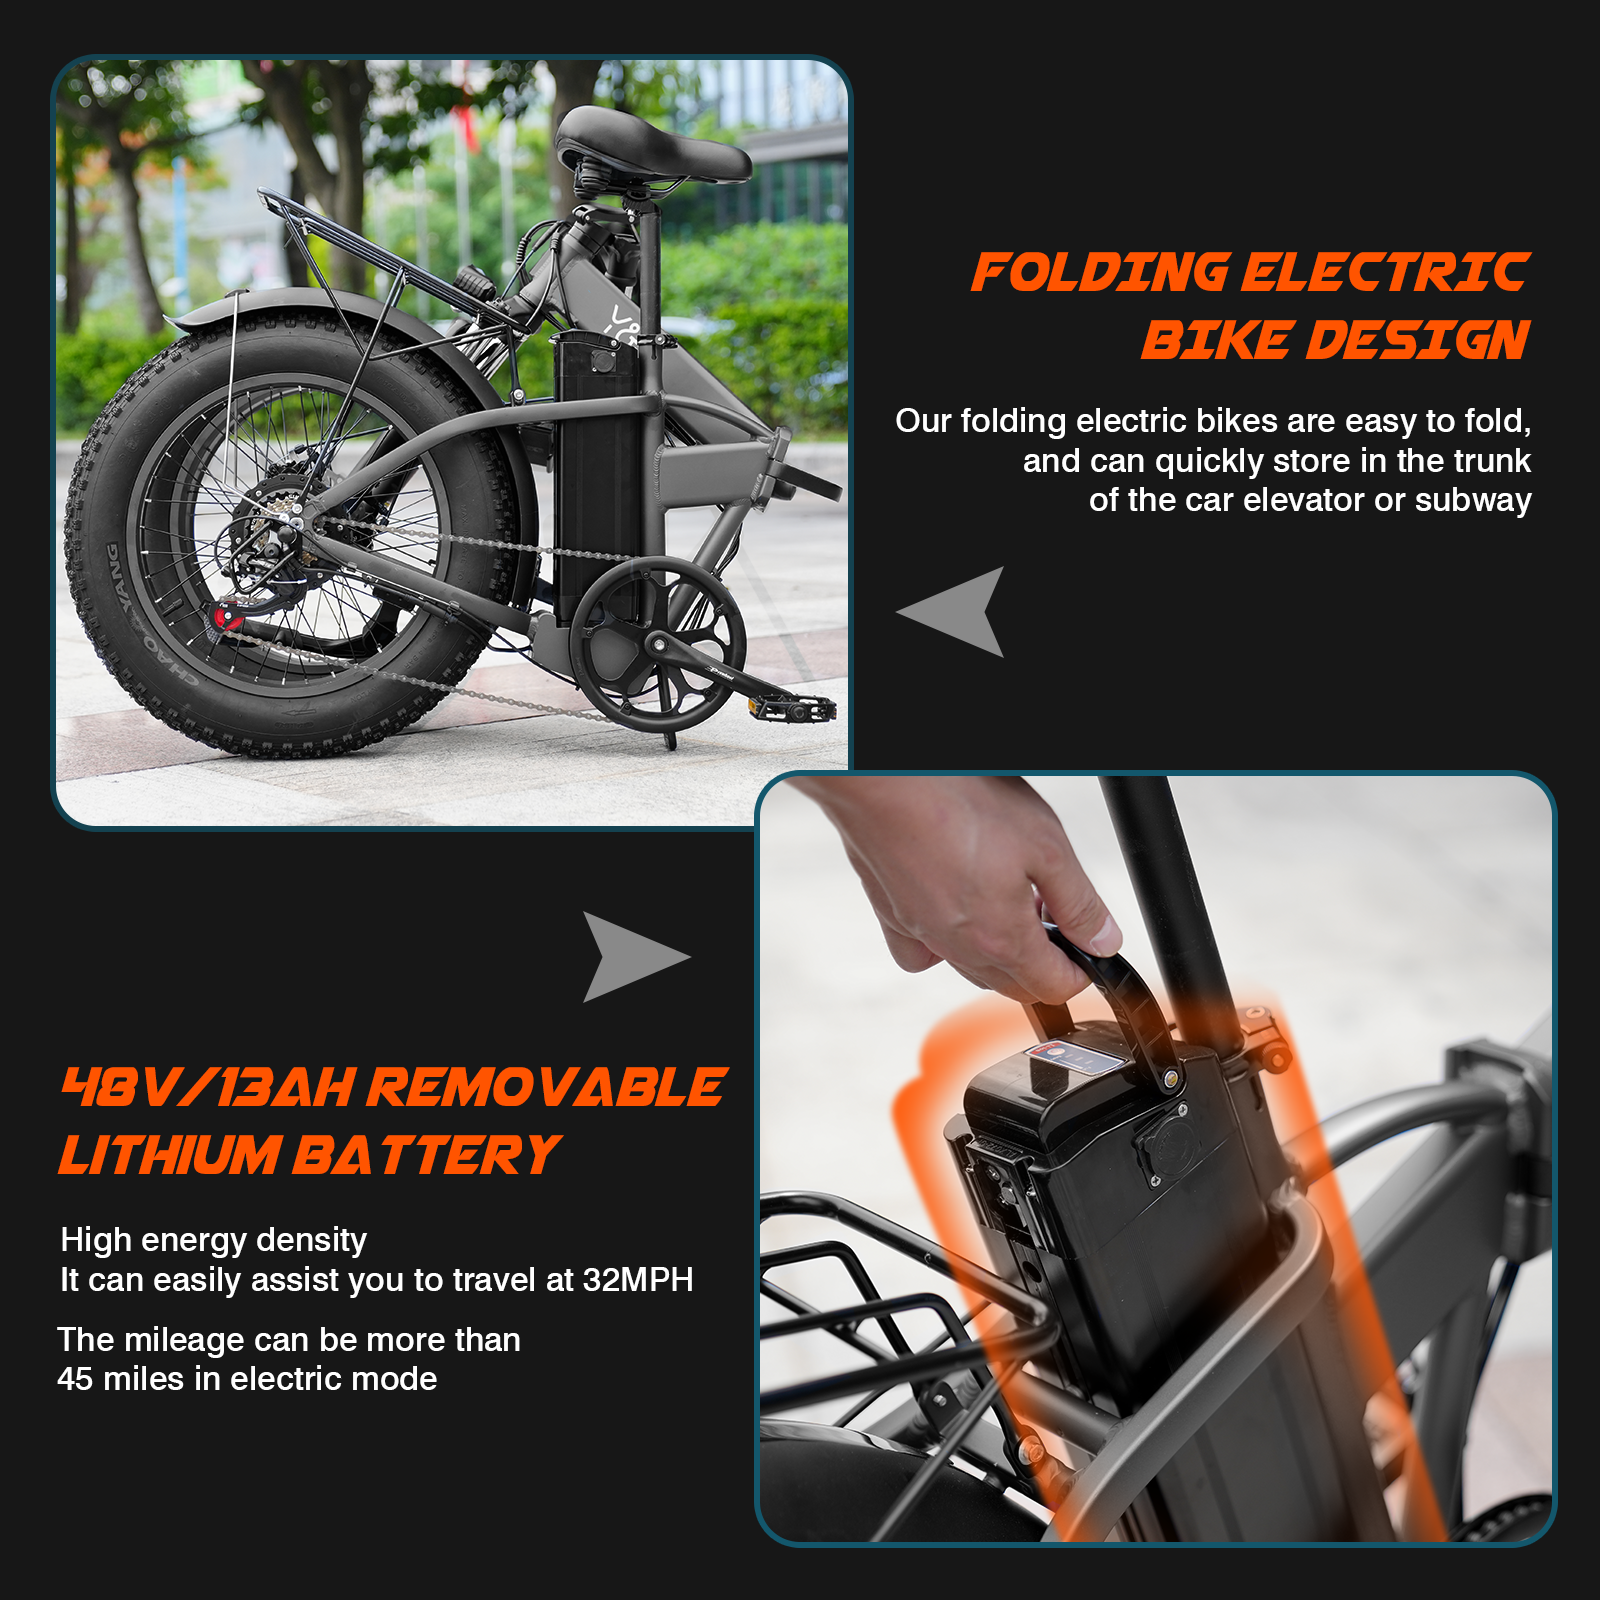 FOLDING ELECTRIC
BIKE DESIGN
Our folding electric bikes are easy to fold,
and can quickly store in the trunk
of the car elevator or subway
CHAOYANG
48V/13AH REMOVABLE
LITHIUM BATTERY
High energy density
It can easily assist you to travel at 32MPH
The mileage can be more than
45 miles in electric mode